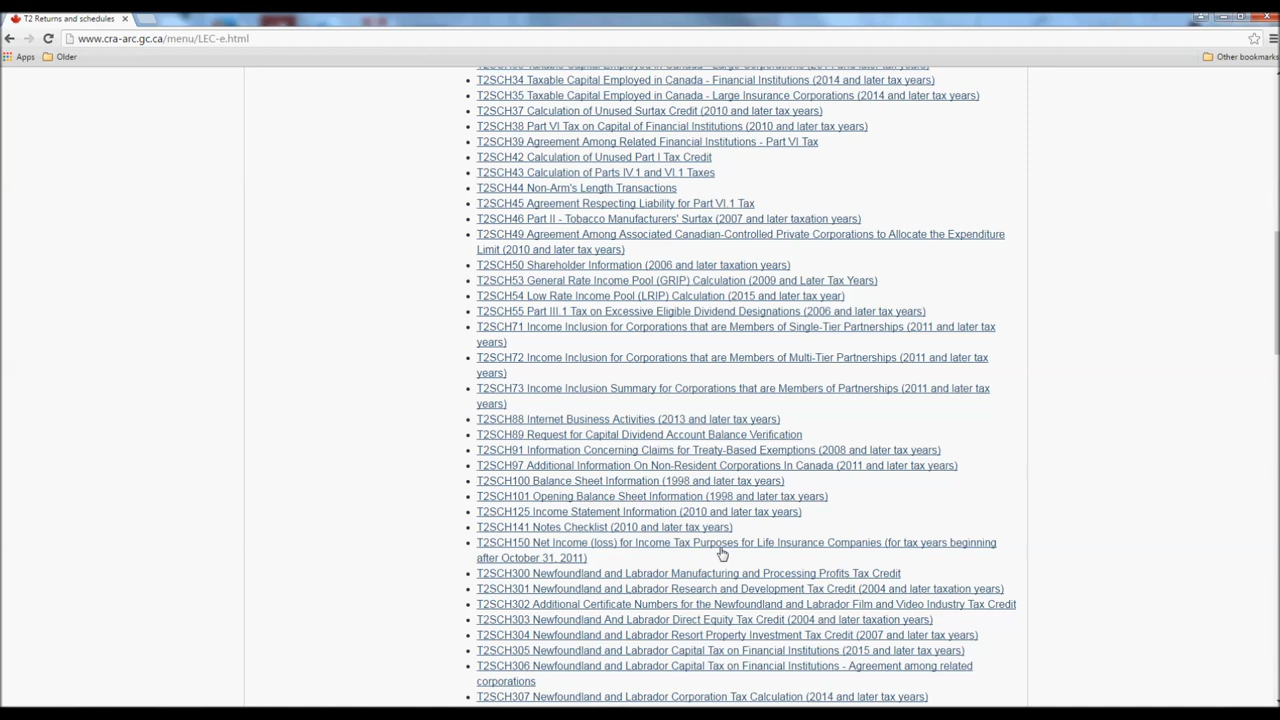 T2 Returns and schedules
www.cra-arc.gc.ca/menu/LEC-e.html
Apps Older Other bookmarks
T2SCH34 Taxable Capital Employed in Canada - Financial Institutions (2014 and later tax years)
T2SCH35 Taxable Capital Employed in Canada - Large Insurance Corporations (2014 and later tax years)
T2SCH37 Calculation of Unused Surtax Credit (2010 and later tax years)
T2SCH38 Part VI Tax on Capital of Financial Institutions (2010 and later tax years)
T2SCH39 Agreement Among Related Financial Institutions - Part VI Tax
T2SCH42 Calculation of Unused Part I Tax Credit
T2SCH43 Calculation of Parts IV.1 and VI.1 Taxes
T2SCH44 Non-Arm's Length Transactions
T2SCH45 Agreement Respecting Liability for Part VI.1 Tax
T2SCH46 Part II - Tobacco Manufacturers' Surtax (2007 and later taxation years)
T2SCH49 Agreement Among Associated Canadian-Controlled Private Corporations to Allocate the Expenditure
Limit (2010 and later tax years)
T2SCH50 Shareholder Information (2006 and later taxation years)
T2SCH53 General Rate Income Pool (GRIP) Calculation (2009 and Later Tax Years)
T2SCH54 Low Rate Income Pool (LRIP) Calculation (2015 and later tax year)
T2SCH55 Part III.1 Tax on Excessive Eligible Dividend Designations (2006 and later tax years)
T2SCH71 Income Inclusion for Corporations that are Members of Single-Tier Partnerships (2011 and later tax
years)
T2SCH72 Income Inclusion for Corporations that are Members of Multi-Tier Partnerships (2011 and later tax
years)
T2SCH73 Income Inclusion Summary for Corporations that are Members of Partnerships (2011 and later tax
years)
T2SCH88 Internet Business Activities (2013 and later tax years)
T2SCH89 Request for Capital Dividend Account Balance Verification
T2SCH91 Information Concerning Claims for Treaty-Based Exemptions (2008 and later tax years)
T2SCH97 Additional Information On Non-Resident Corporations In Canada (2011 and later tax years)
T2SCH100 Balance Sheet Information (1998 and later tax years)
T2SCH101 Opening Balance Sheet Information (1998 and later tax years)
T2SCH125 Income Statement Information (2010 and later tax years)
T2SCH141 Notes Checklist (2010 and later tax years)
T2SCH150 Net Income (loss) for Income Tax Purposes for Life Insurance Companies (for tax years beginning
after October 31, 2011)
T2SCH300 Newfoundland and Labrador Manufacturing and Processing Profits Tax Credit
T2SCH301 Newfoundland and Labrador Research and Development Tax Credit (2004 and later taxation years)
T2SCH302 Additional Certificate Numbers for the Newfoundland and Labrador Film and Video Industry Tax Credit
T2SCH303 Newfoundland And Labrador Direct Equity Tax Credit (2004 and later taxation years)
T2SCH304 Newfoundland and Labrador Resort Property Investment Tax Credit (2007 and later tax years)
T2SCH305 Newfoundland and Labrador Capital Tax on Financial Institutions (2015 and later tax years)
T2SCH306 Newfoundland and Labrador Capital Tax on Financial Institutions - Agreement among related
corporations
T2SCH307 Newfoundland and Labrador Corporation Tax Calculation (2014 and later tax years)